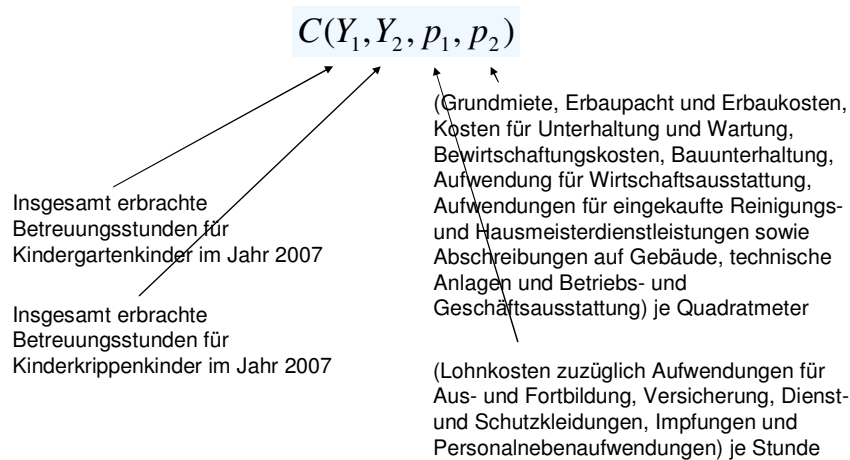 C(Y₁,Y₂, p₁, p₂)
Insgesamt erbrachte
Betreuungsstunden für
Kindergartenkinder im Jahr 2007
Insgesamt erbrachte
Betreuungsstunden für
Kinderkrippenkinder im Jahr 2007
(Grundmiete, Erbaupacht und Erbaukosten,
Kosten für Unterhaltung und Wartung,
Bewirtschaftungskosten, Bauunterhaltung,
Aufwendung für Wirtschaftsausstattung,
Aufwendungen für eingekaufte Reinigungs-
und Hausmeisterdienstleistungen sowie
Abschreibungen auf Gebäude, technische
Anlagen und Betriebs- und
Geschäftsausstattung) je Quadratmeter
(Lohnkosten zuzüglich Aufwendungen für
Aus- und Fortbildung, Versicherung, Dienst-
und Schutzkleidungen, Impfungen und
Personalnebenaufwendungen) je Stunde